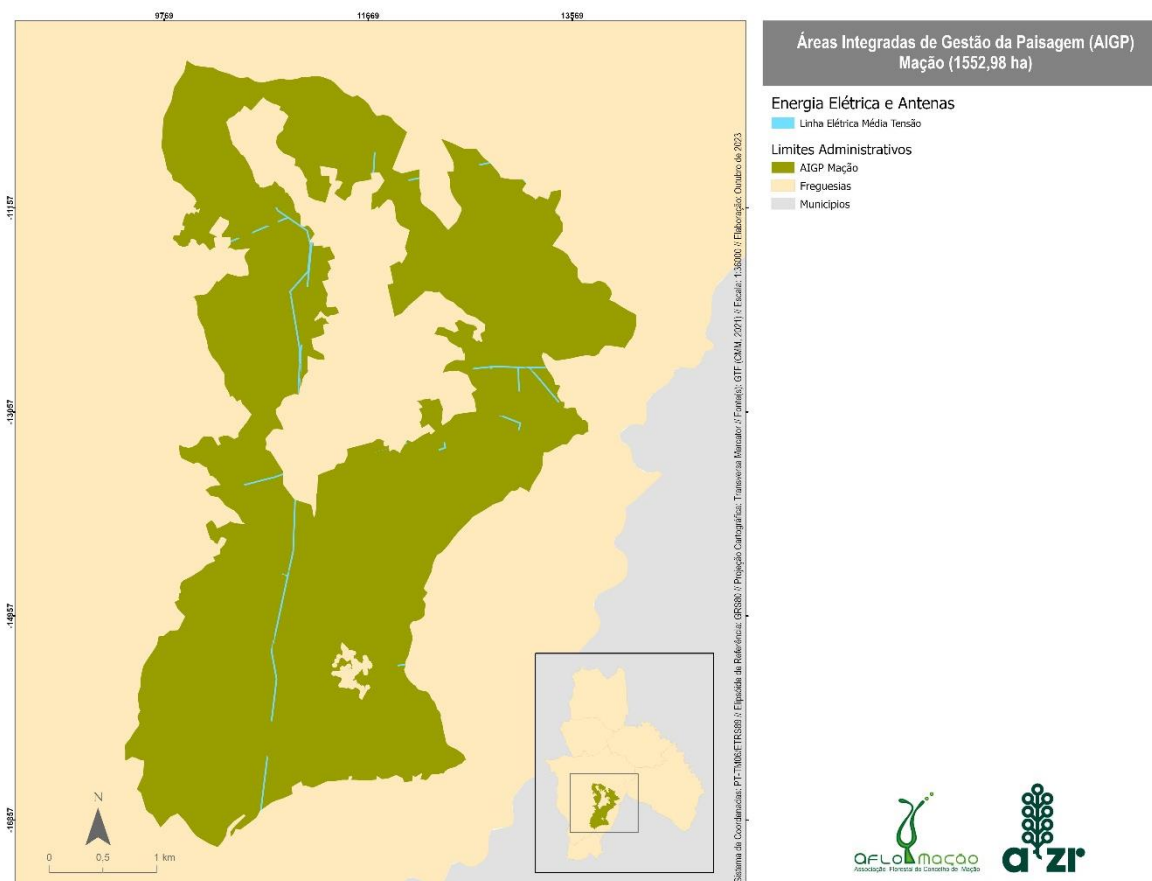 9769
11669
13569
-11157
-13057
-14957
-16857
N
0 0,5 1 km
Sistema de Coordenadas: PT-TM06/ETRS89 // Elipsóide de Referência: GRS80 // Projeção Cartográfica: Transversa Mercator // Fonte(s): GTF (CMM, 2021) // Escala: 1:36000 // Elaboração: Outubro de 2023
Áreas Integradas de Gestão da Paisagem (AIGP)
Mação (1552,98 ha)
Energia Elétrica e Antenas
Linha Elétrica Média Tensão
Limites Administrativos
AIGP Mação
Freguesias
Municipios
aflomação
Associação Florestal do Concelho de Mação
aizr